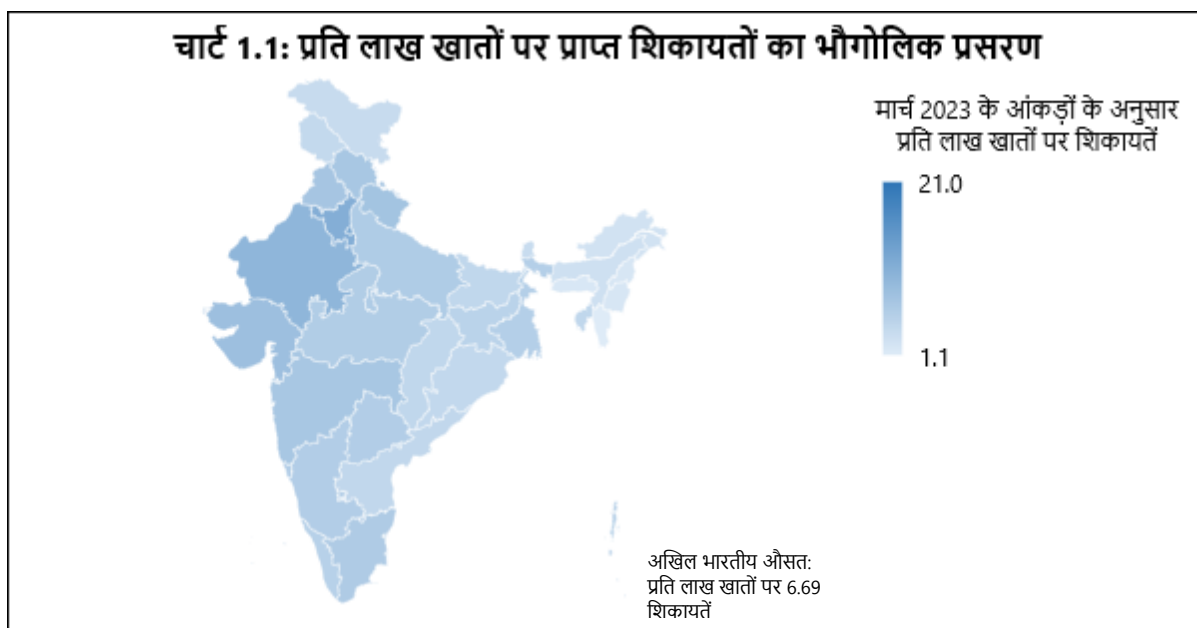 चार्ट 1.1: प्रति लाख खातों पर प्राप्त शिकायतों का भौगोलिक प्रसरण
मार्च 2023 के आंकड़ों के अनुसार
प्रति लाख खातों पर शिकायतें
21.0
1.1
अखिल भारतीय औसत:
प्रति लाख खातों पर 6.69
शिकायतें